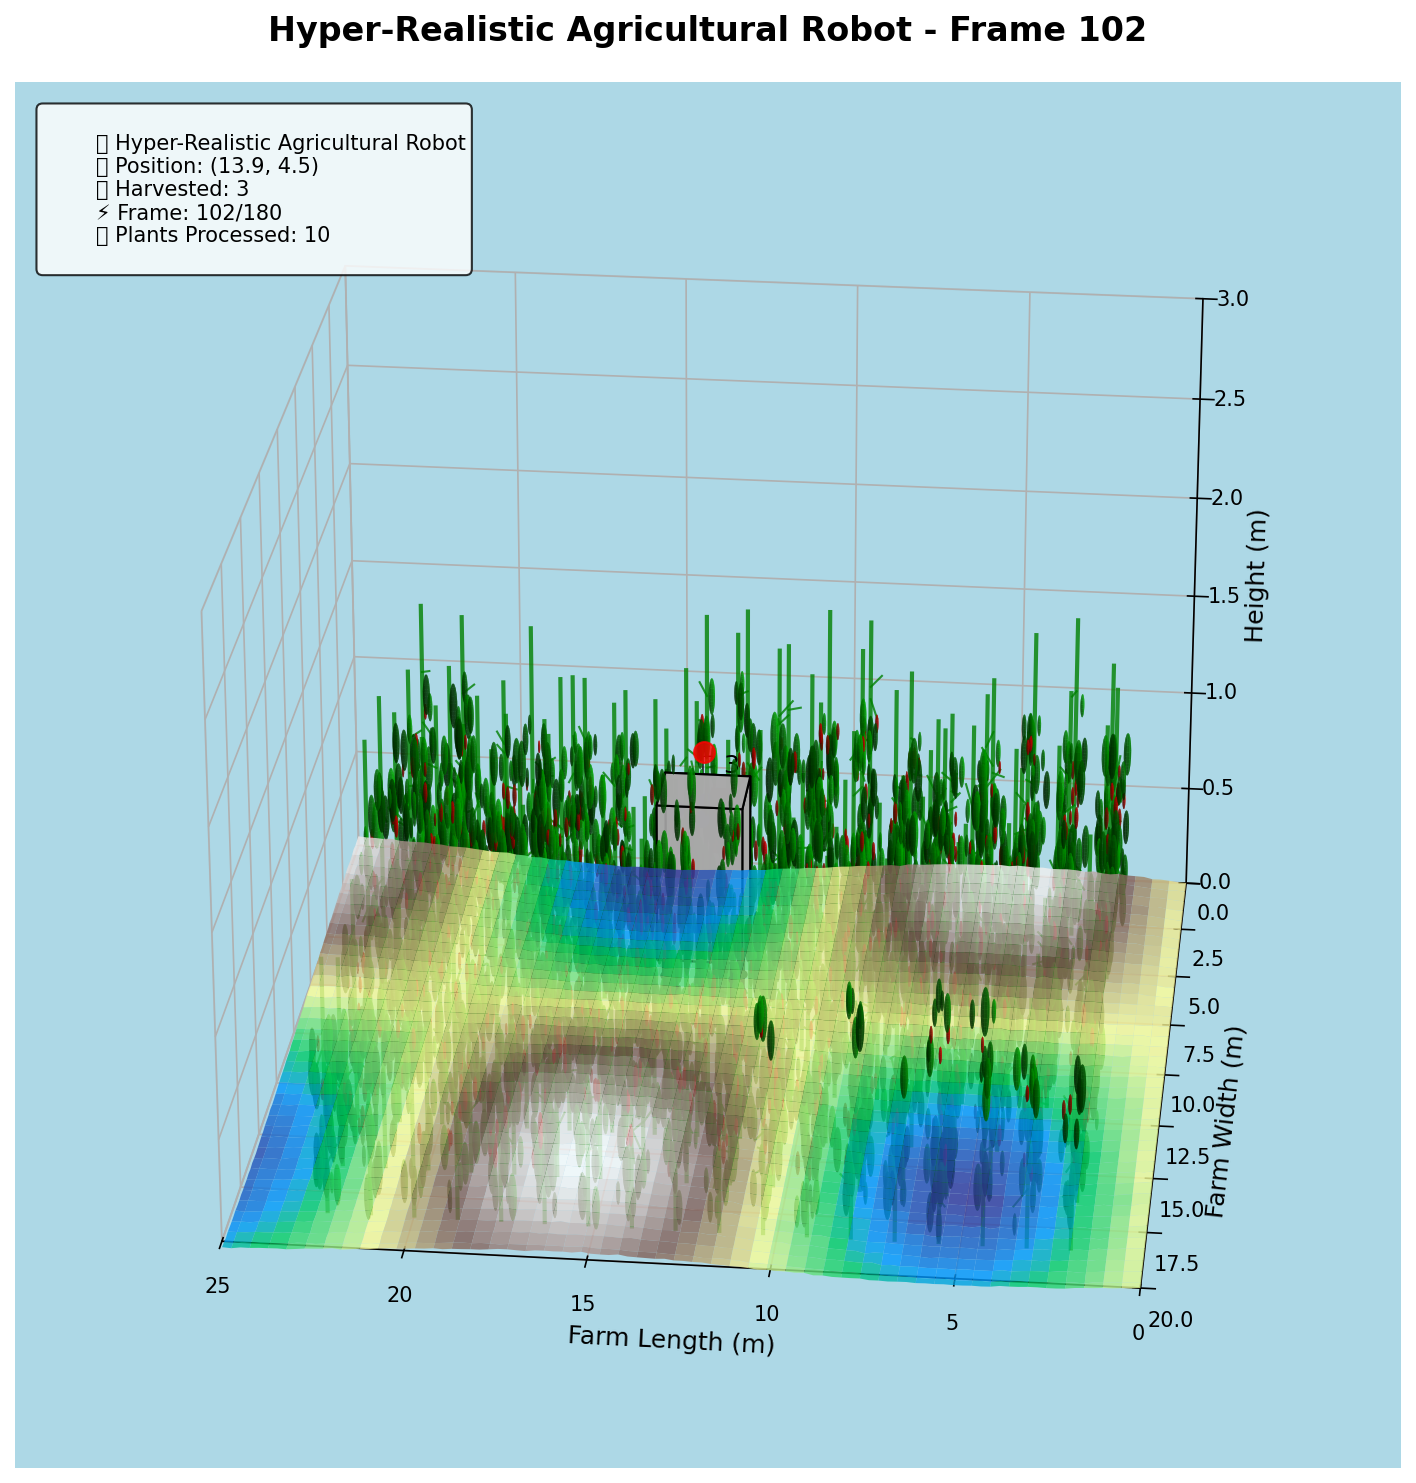 Hyper-Realistic Agricultural Robot - Frame 102
Hyper-Realistic Agricultural Robot
Position: (13.9, 4.5)
Harvested: 3
⚡ Frame: 102/180
Plants Processed: 10
3.0
2.5
2.0
1.5
1.0
0.5
0.0
Height (m)
3
0.0
2.5
5.0
7.5
10.0
12.5
15.0
17.5
20.0
Farm Width (m)
25
20
15
10
5
0
Farm Length (m)